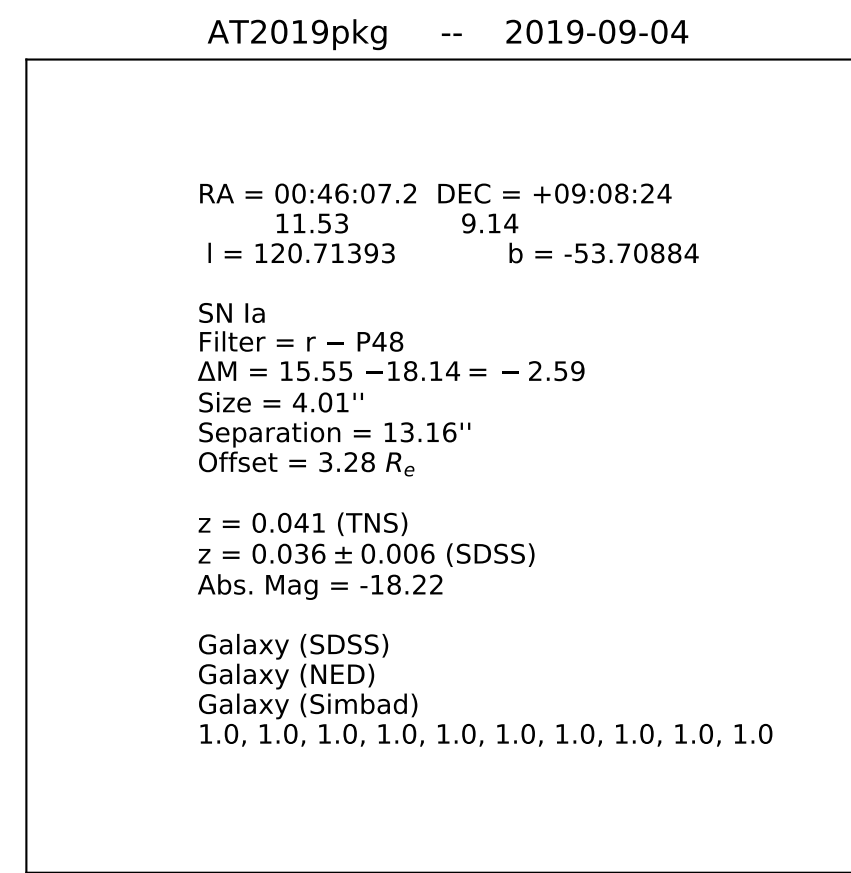 AT2019pkg -- 2019-09-04
RA = 00:46:07.2 DEC = +09:08:24
11.53 9.14
l = 120.71393 b = -53.70884
SN Ia
Filter = r − P48
ΔM = 15.55 −18.14 = − 2.59
Size = 4.01''
Separation = 13.16''
Offset = 3.28 Rₑ
z = 0.041 (TNS)
z = 0.036 ± 0.006 (SDSS)
Abs. Mag = -18.22
Galaxy (SDSS)
Galaxy (NED)
Galaxy (Simbad)
1.0, 1.0, 1.0, 1.0, 1.0, 1.0, 1.0, 1.0, 1.0, 1.0